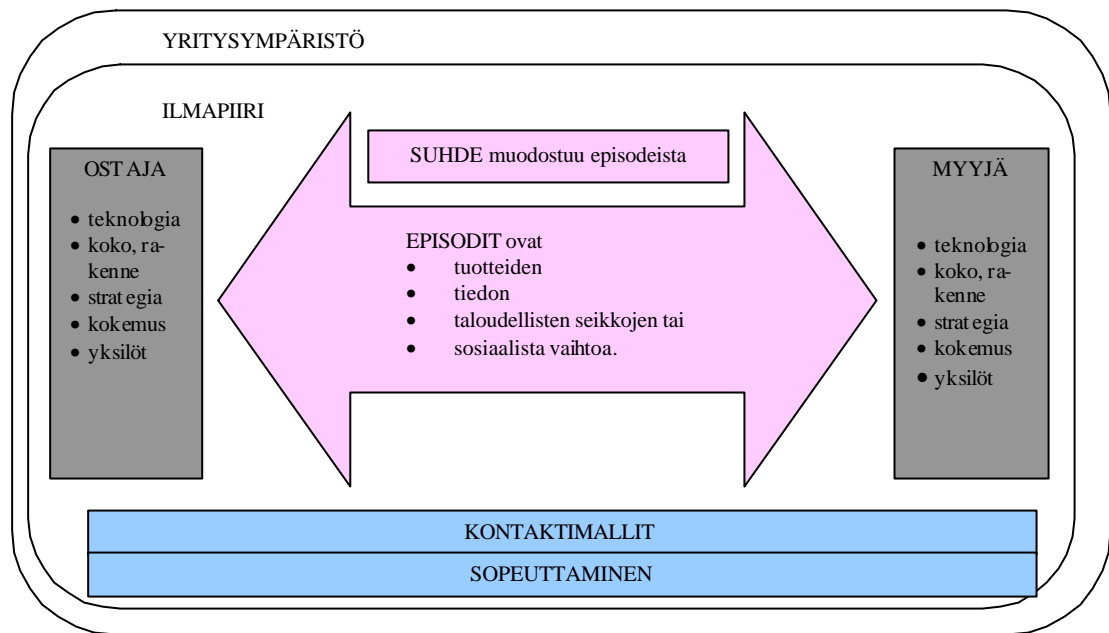 YRITYSYMPÄRISTÖ
ILMAPIIRI
SUHDE muodostuu episodeista
OSTAJA
• teknologia
• koko, ra-
kenne
• strategia
• kokemus
• yksilöt
EPISODIT ovat
• tuotteiden
• tiedon
• taloudellisten seikkojen tai
• sosiaalista vaihtoa.
MYYJÄ
• teknologia
• koko, ra-
kenne
• strategia
• kokemus
• yksilöt
KONTAKTIMALLIT
SOPEUTTAMINEN